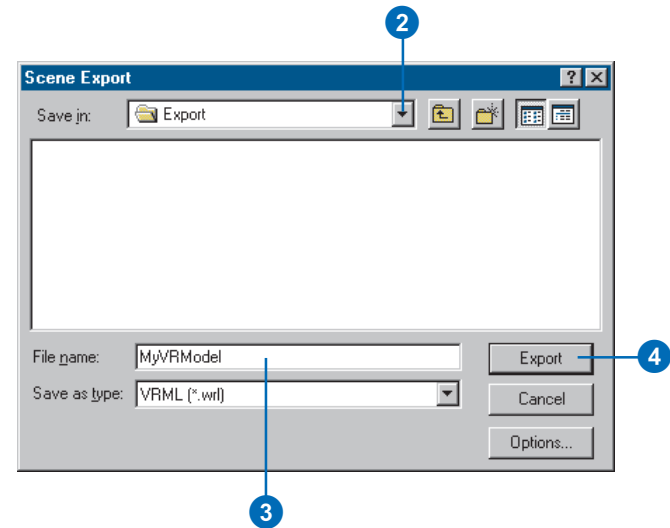 2
Scene Export
Save in:
Export
File name:
MyVRModel
Export
4
Save as type:
VRML (*.wrl)
Cancel
Options...
3